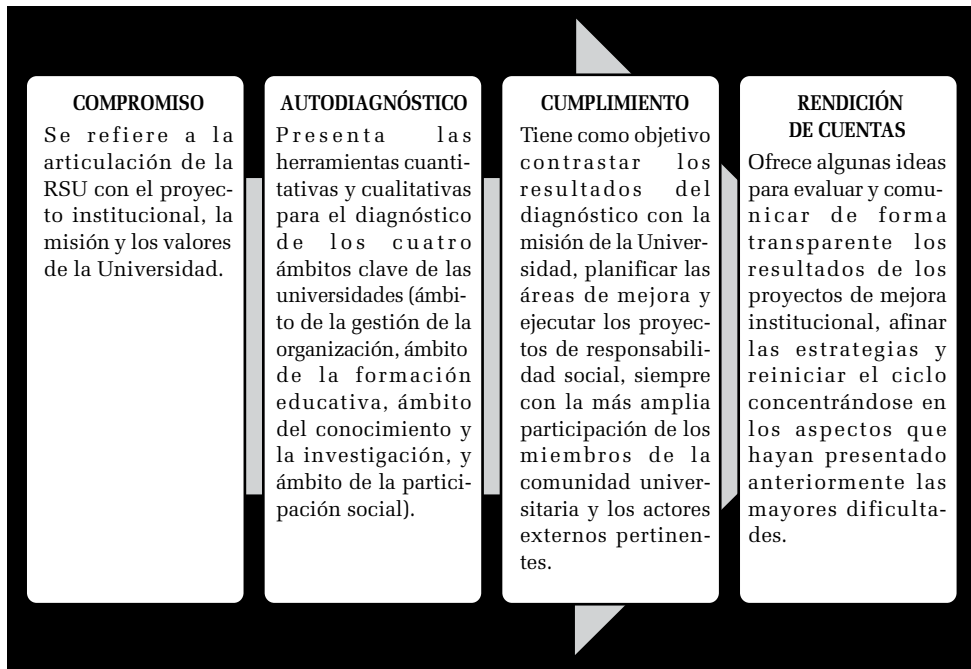 COMPROMISO
Se refiere a la
articulación de la
RSU con el proyec-
to institucional, la
misión y los valores
de la Universidad.
AUTODIAGNÓSTICO
Presenta las
herramientas cuanti-
tativas y cualitativas
para el diagnóstico
de los cuatro
ámbitos clave de las
universidades (ámbi-
to de la gestión de la
organización, ámbito
de la formación
educativa, ámbito
del conocimiento y
la investigación, y
ámbito de la partici-
pación social).
CUMPLIMIENTO
Tiene como objetivo
contrastar los
resultados del
diagnóstico con la
misión de la Univer-
sidad, planificar las
áreas de mejora y
ejecutar los proyec-
tos de responsabili-
dad social, siempre
con la más amplia
participación de los
miembros de la
comunidad univer-
sitaria y los actores
externos pertinen-
tes.
RENDICIÓN
DE CUENTAS
Ofrece algunas ideas
para evaluar y comu-
nicar de forma
transparente los
resultados de los
proyectos de mejora
institucional, afinar
las estrategias y
reiniciar el ciclo
concentrándose en
los aspectos que
hayan presentado
anteriormente las
mayores dificulta-
des.